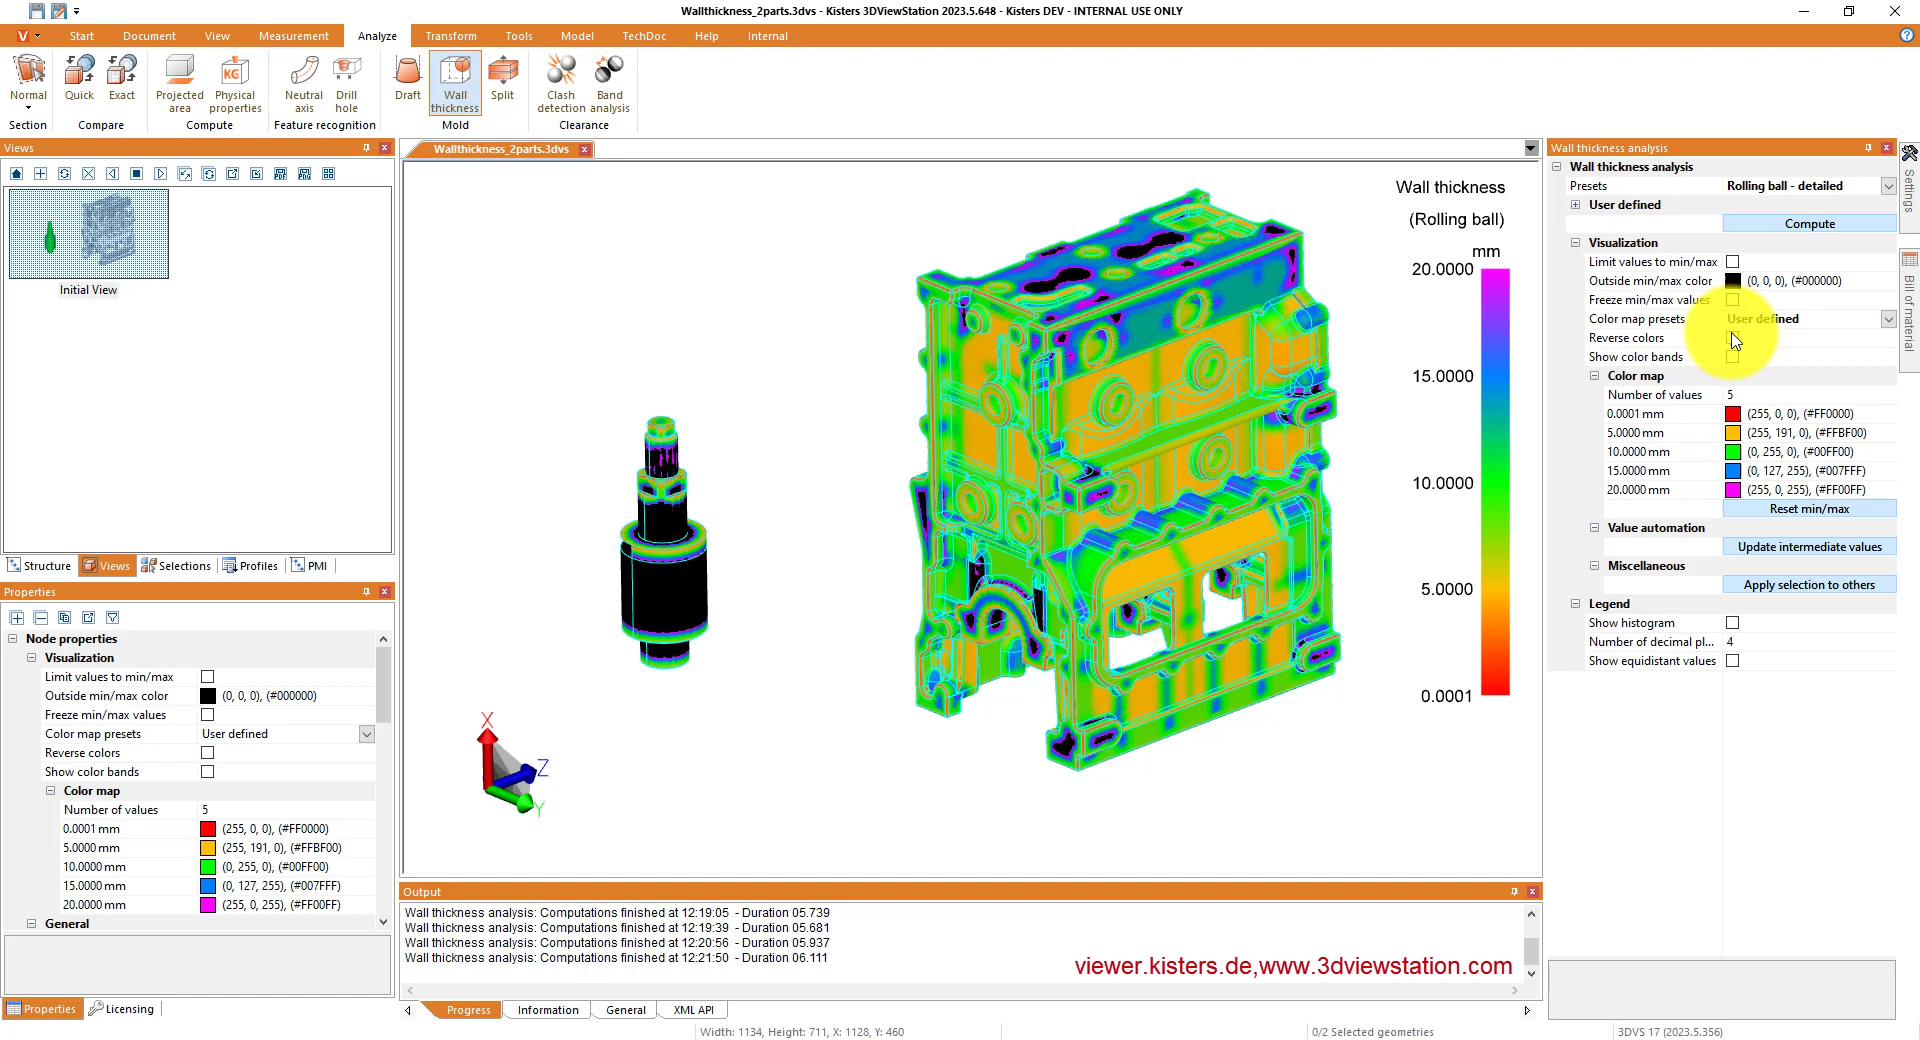 Wallthickness_2parts.3dvs - Kisters 3DViewStation 2023.5.648 - Kisters DEV - INTERNAL USE ONLY
Start Document View Measurement Analyze Transform Tools Model TechDoc Help Internal
Normal Quick Exact Projected area Physical properties Neutral axis Drill hole Draft Wall thickness Split Clash detection Band analysis
Section Compare Compute Feature recognition Mold Clearance
Views
Initial View
Structure Views Selections Profiles PMI
Properties
Node properties
Visualization
Limit values to min/max
Outside min/max color (0, 0, 0), (#000000)
Freeze min/max values
Color map presets User defined
Reverse colors
Show color bands
Color map
Number of values 5
0.0001 mm (255, 0, 0), (#FF0000)
5.0000 mm (255, 191, 0), (#FFBF00)
10.0000 mm (0, 255, 0), (#00FF00)
15.0000 mm (0, 127, 255), (#007FFF)
20.0000 mm (255, 0, 255), (#FF00FF)
General
Properties Licensing
Wallthickness_2parts.3dvs
Wall thickness
(Rolling ball)
mm
20.0000
15.0000
10.0000
5.0000
0.0001
X
Z
Y
Output
Wall thickness analysis: Computations finished at 12:19:05 - Duration 05.739
Wall thickness analysis: Computations finished at 12:19:39 - Duration 05.681
Wall thickness analysis: Computations finished at 12:20:56 - Duration 05.937
Wall thickness analysis: Computations finished at 12:21:50 - Duration 06.111
viewer.kisters.de,www.3dviewstation.com
Progress Information General XML API
Wall thickness analysis
Wall thickness analysis
Presets Rolling ball - detailed
User defined
Compute
Visualization
Limit values to min/max
Outside min/max color (0, 0, 0), (#000000)
Freeze min/max values
Color map presets User defined
Reverse colors
Show color bands
Color map
Number of values 5
0.0001 mm (255, 0, 0), (#FF0000)
5.0000 mm (255, 191, 0), (#FFBF00)
10.0000 mm (0, 255, 0), (#00FF00)
15.0000 mm (0, 127, 255), (#007FFF)
20.0000 mm (255, 0, 255), (#FF00FF)
Reset min/max
Value automation
Update intermediate values
Miscellaneous
Apply selection to others
Legend
Show histogram
Number of decimal pl... 4
Show equidistant values
Settings
Bill of material
Width: 1134, Height: 711, X: 1128, Y: 460
0/2 Selected geometries
3DVS 17 (2023.5.356)